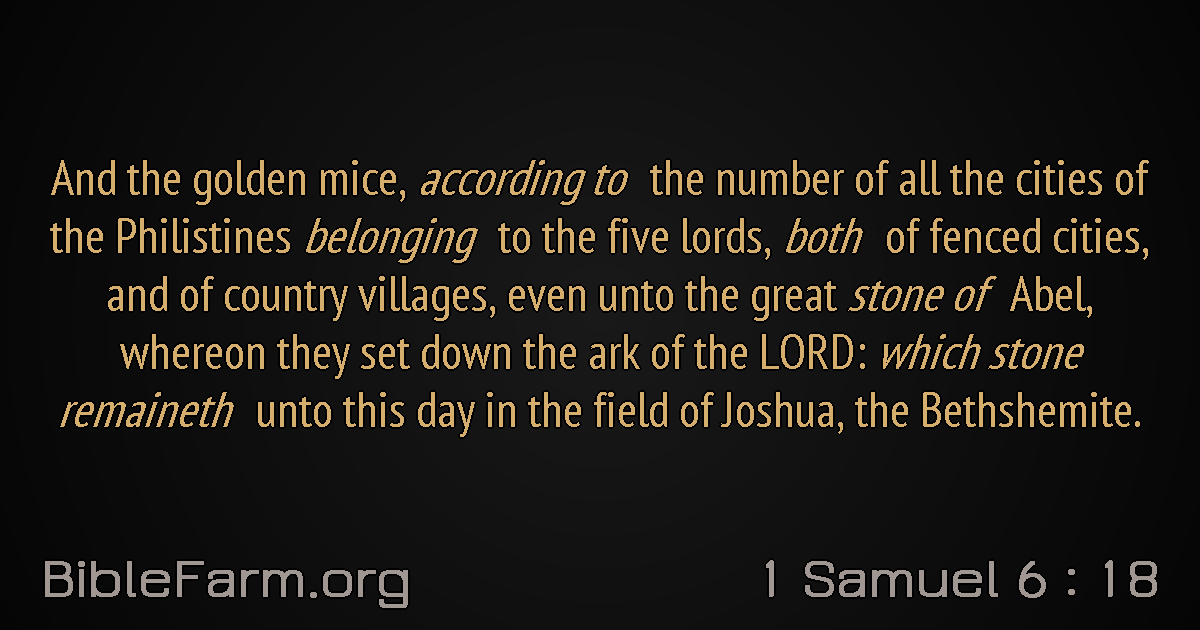 And the golden mice, according to the number of all the cities of
the Philistines belonging to the five lords, both of fenced cities,
and of country villages, even unto the great stone of Abel,
whereon they set down the ark of the LORD: which stone
remaineth unto this day in the field of Joshua, the Bethshemite.
BibleFarm.org
1 Samuel 6 : 18